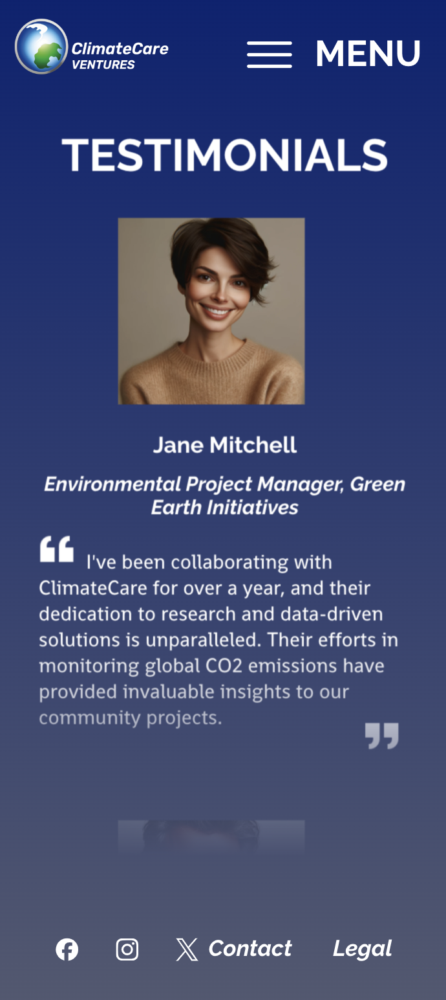 ClimateCare
VENTURES
MENU
TESTIMONIALS
Jane Mitchell
Environmental Project Manager, Green
Earth Initiatives
“ I've been collaborating with
ClimateCare for over a year, and their
dedication to research and data-driven
solutions is unparalleled. Their efforts in
monitoring global CO2 emissions have
provided invaluable insights to our
community projects. ”
Contact Legal